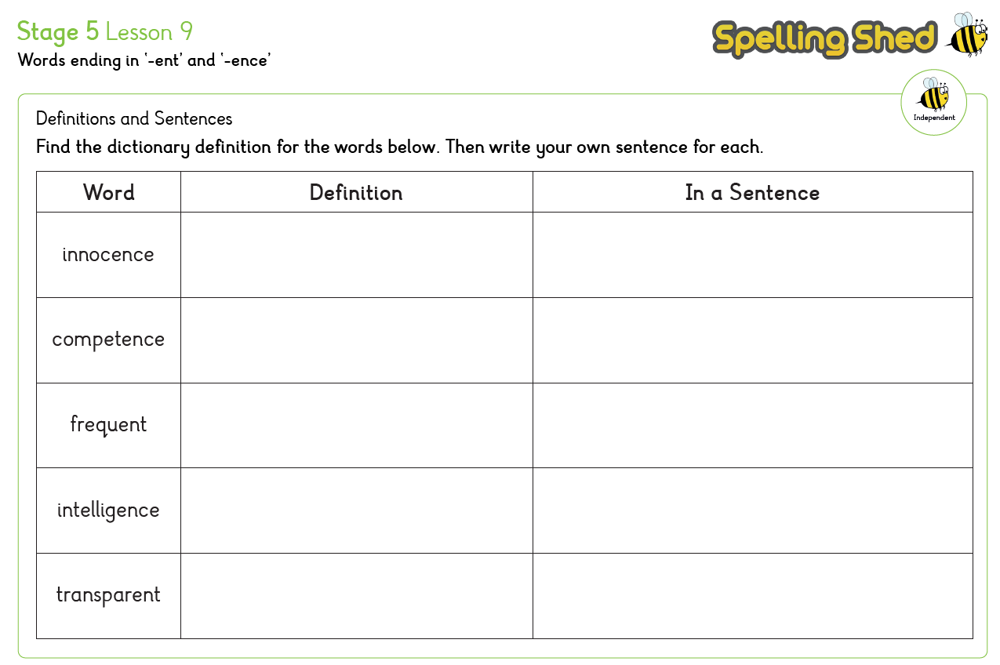 Stage 5 Lesson 9
Spelling Shed
Words ending in ‘-ent’ and ‘-ence’
Independent
Definitions and Sentences
Find the dictionary definition for the words below. Then write your own sentence for each.
Word Definition In a Sentence
innocence
competence
frequent
intelligence
transparent